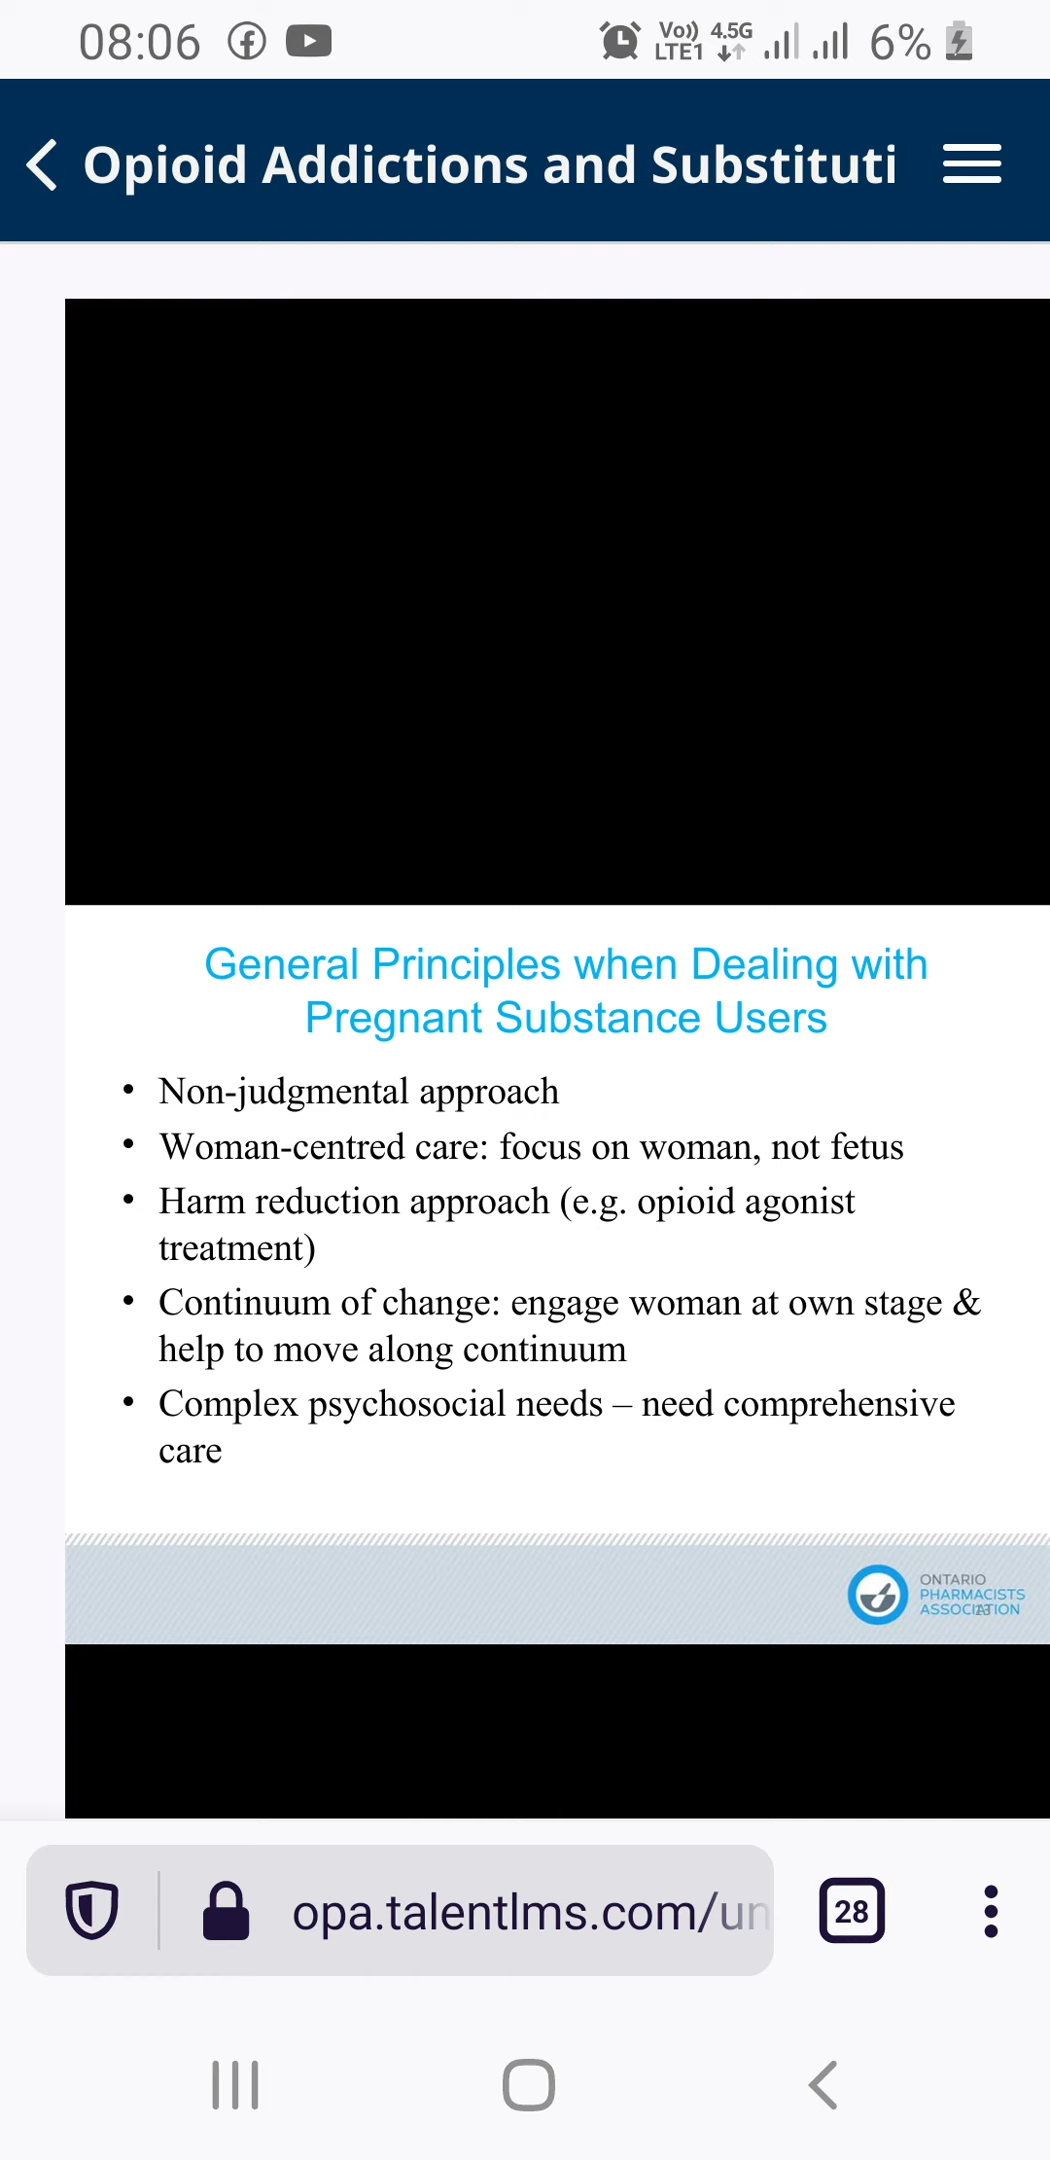 08:06 Vo)) LTE1 4.5G 6%
Opioid Addictions and Substituti
General Principles when Dealing with
Pregnant Substance Users
• Non-judgmental approach
• Woman-centred care: focus on woman, not fetus
• Harm reduction approach (e.g. opioid agonist
treatment)
• Continuum of change: engage woman at own stage &
help to move along continuum
• Complex psychosocial needs – need comprehensive
care
ONTARIO
PHARMACISTS
ASSOCIATION
opa.talentlms.com/un
28